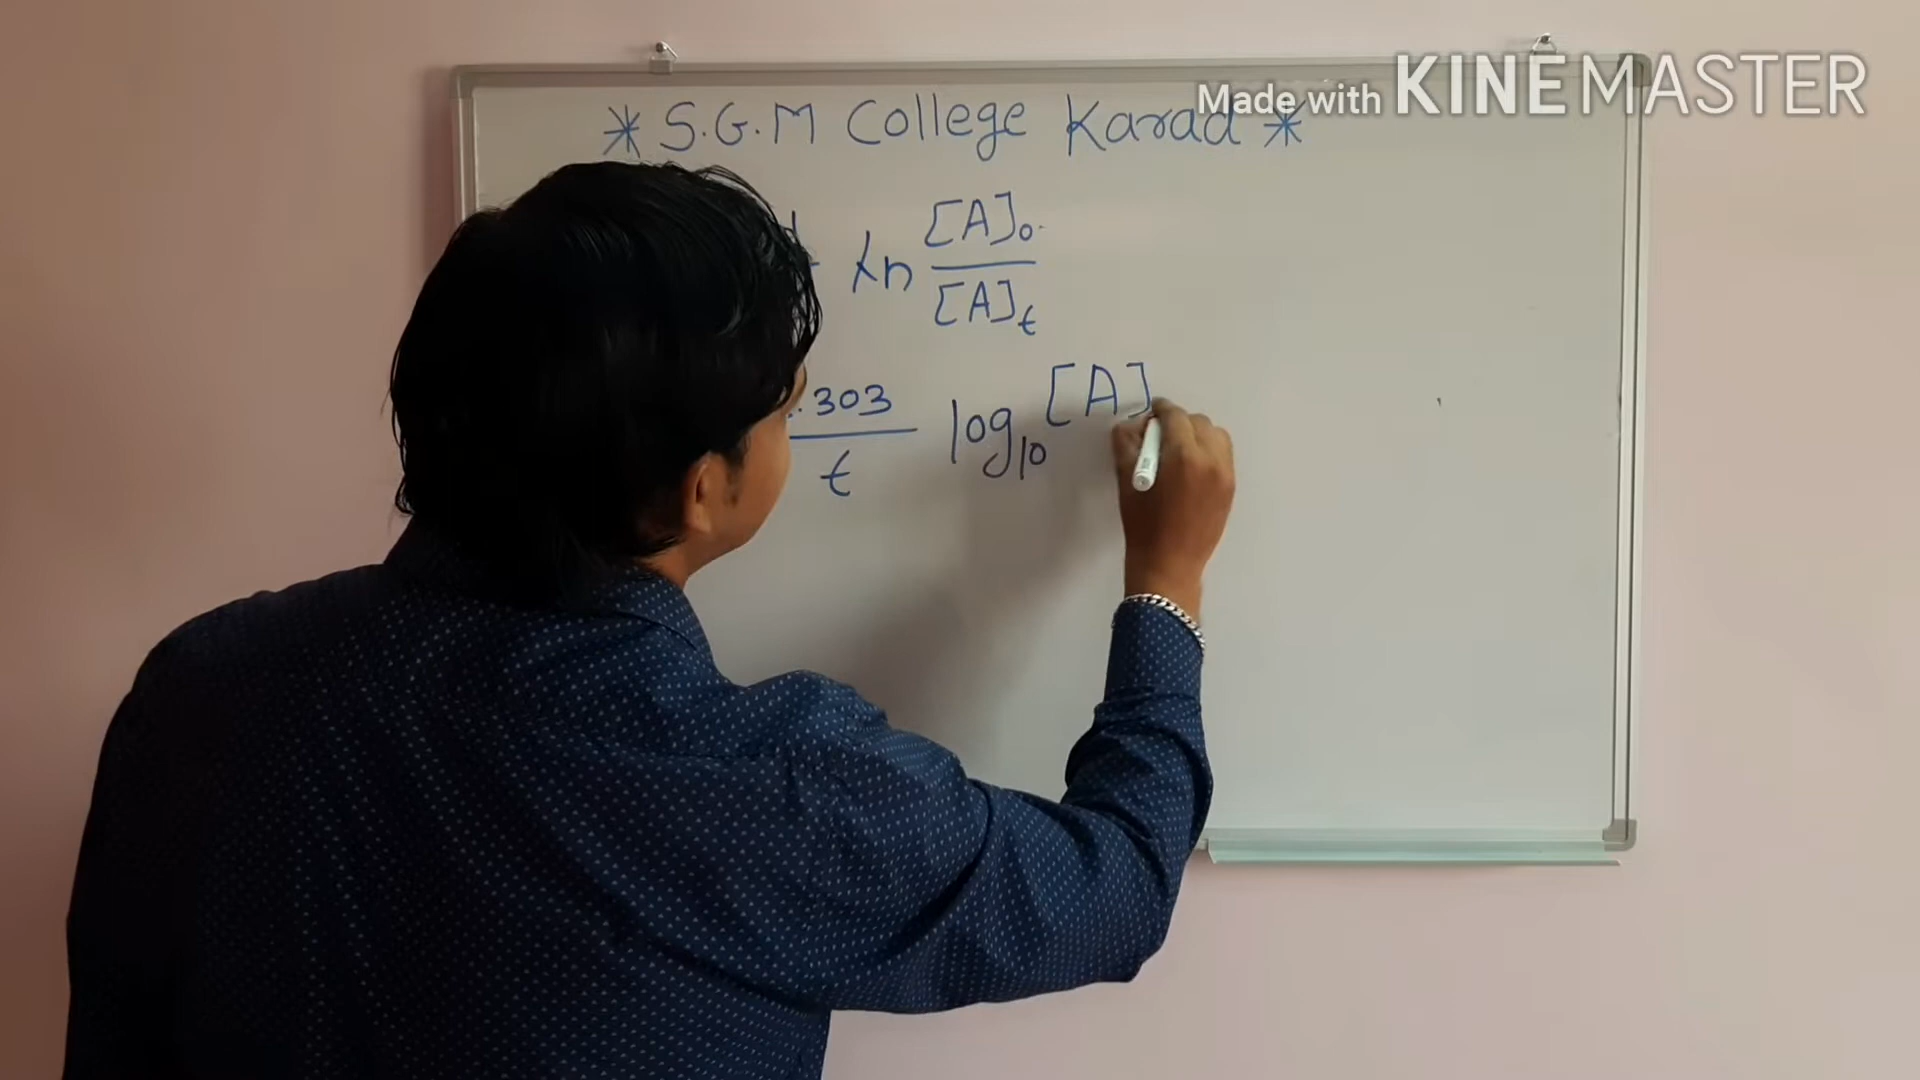 Made with KINEMASTER
* S.G.M College Karad *
ln [A]₀ / [A]t
.303 / t log₁₀ [A]